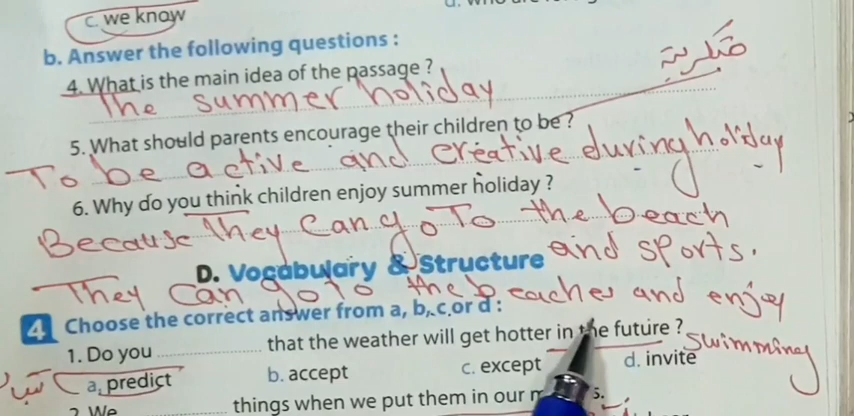 c. we know
b. Answer the following questions :
4. What is the main idea of the passage ?
The summer holiday
5. What should parents encourage their children to be ?
To be active and creative during holiday
6. Why do you think children enjoy summer holiday ?
Because They Can go To the beach
and sports.
D. Vocabulary & Structure
They Can go to the beaches and enjoy
swimming
4 Choose the correct answer from a, b, c or d :
1. Do you that the weather will get hotter in the future ?
a. predict b. accept c. except d. invite
2. We things when we put them in our